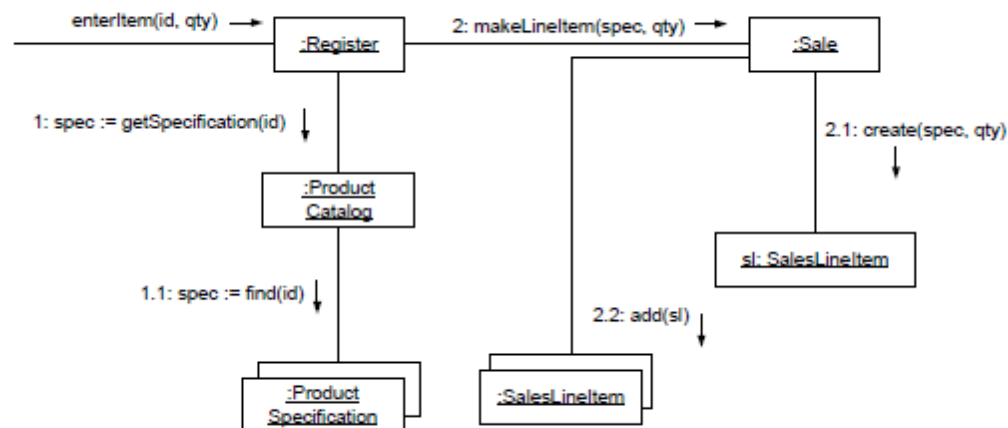 enterItem(id, qty)
:Register
2: makeLineItem(spec, qty)
:Sale
1: spec := getSpecification(id)
2.1: create(spec, qty)
:Product
Catalog
sl: SalesLineItem
1.1: spec := find(id)
2.2: add(sl)
:Product
Specification
:SalesLineItem